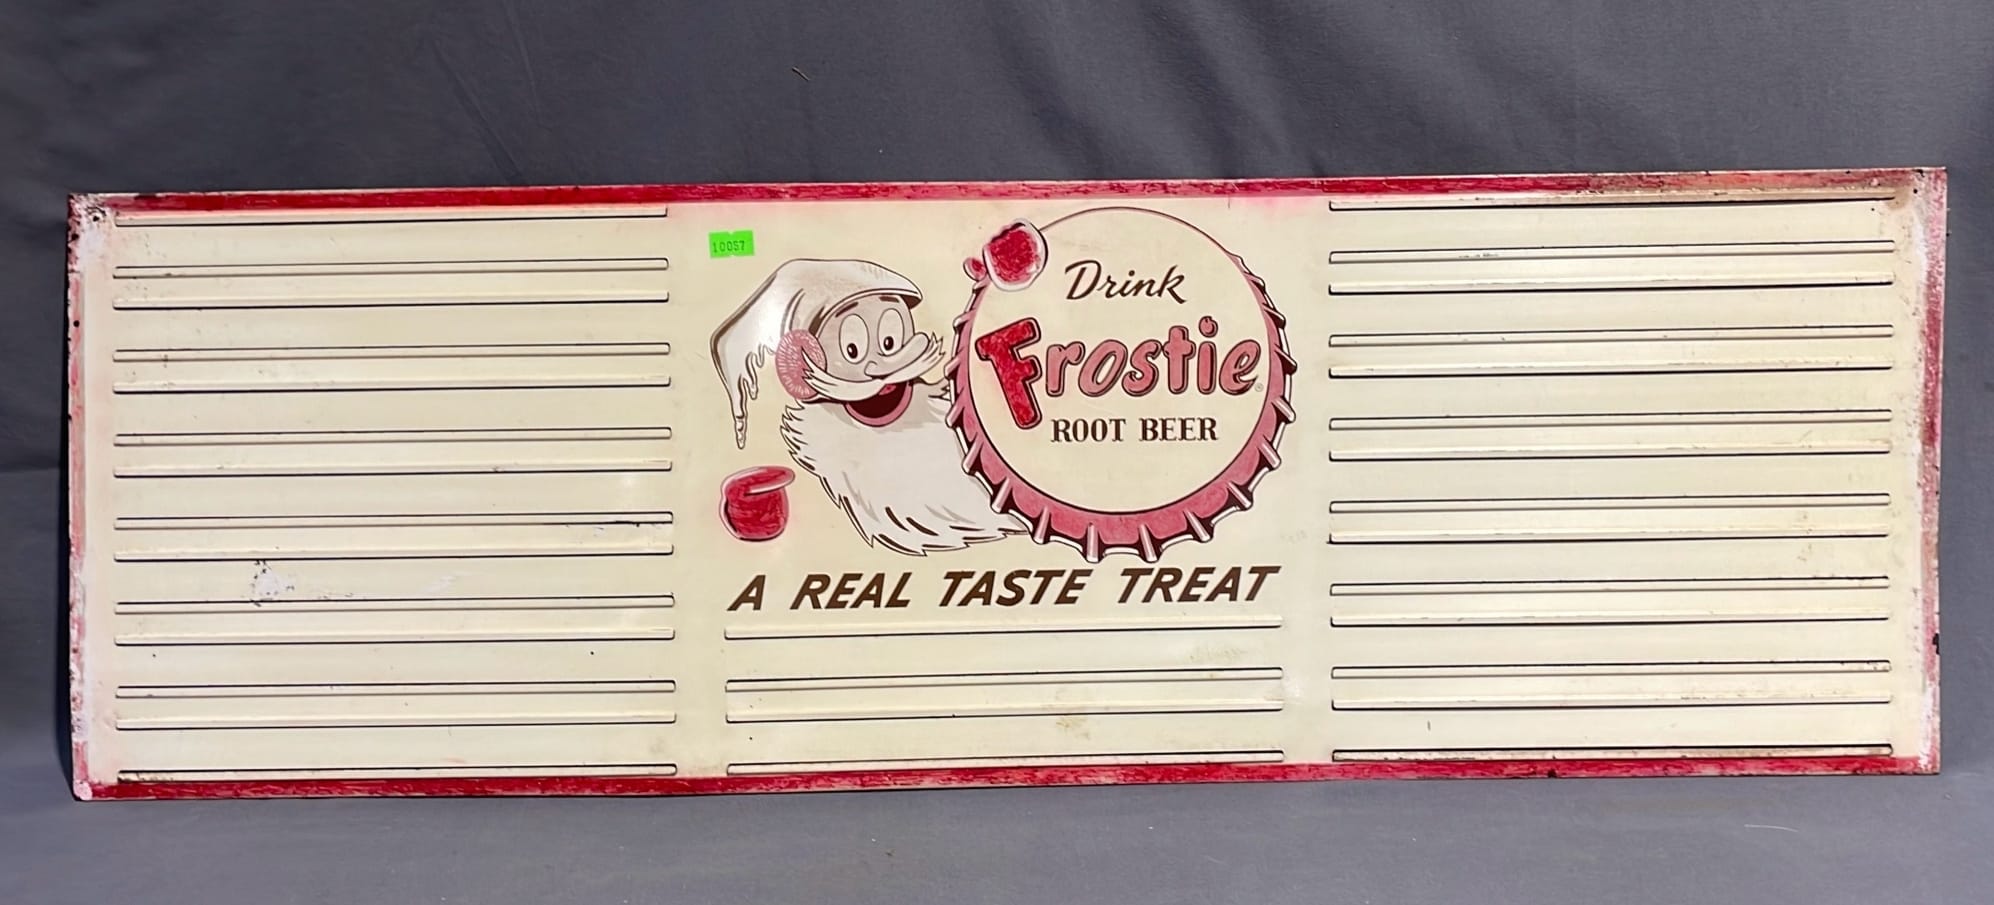 10057
Drink
Frostie®
ROOT BEER
A REAL TASTE TREAT